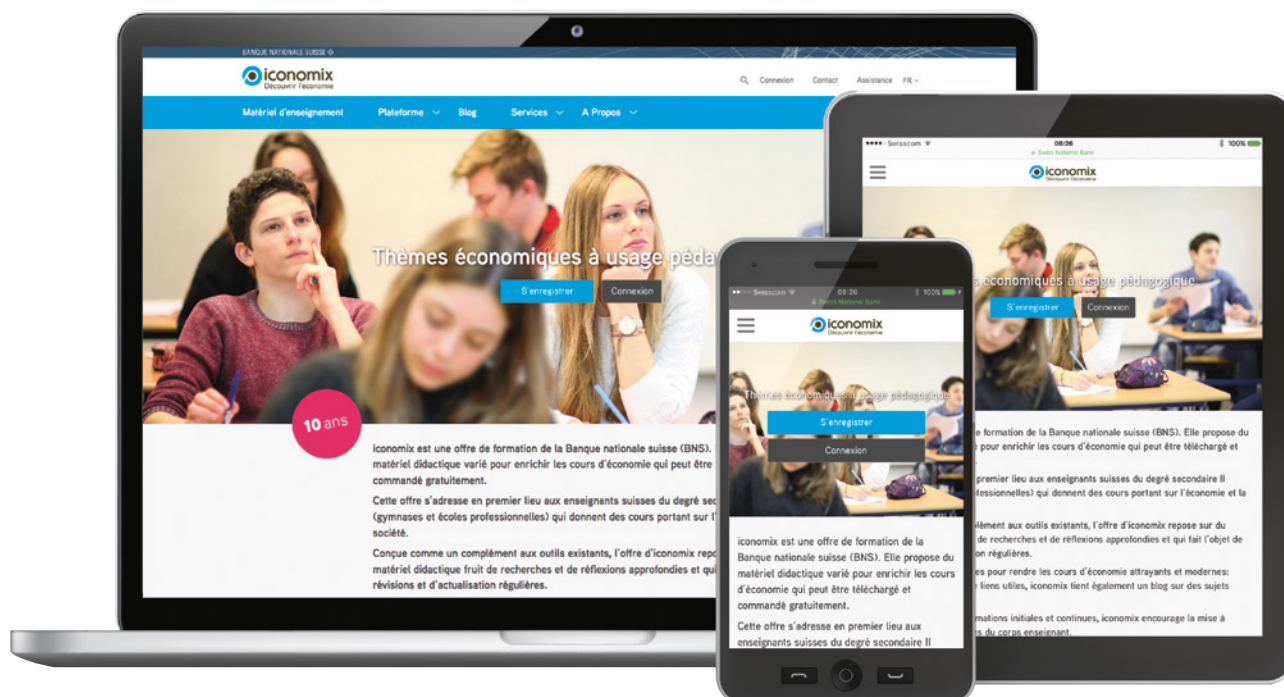 BANQUE NATIONALE SUISSE
iconomix
Découvrir l'économie
Connexion Contact Assistance FR
Matériel d'enseignement Plateforme Blog Services A Propos
Thèmes économiques à usage péda
S'enregistrer Connexion
10 ans
iconomix est une offre de formation de la Banque nationale suisse (BNS).
matériel didactique varié pour enrichir les cours d'économie qui peut être
commandé gratuitement.
Cette offre s'adresse en premier lieu aux enseignants suisses du degré sec
(gymnases et écoles professionnelles) qui donnent des cours portant sur l'
société.
Conçue comme un complément aux outils existants, l'offre d'iconomix repo
matériel didactique fruit de recherches et de réflexions approfondies et qui
révisions et d'actualisation régulières.
Swisscom 08:26 100%
Swiss National Bank
iconomix
Découvrir l'économie
Thèmes économiques à usage pédagogique
S'enregistrer
Connexion
iconomix est une offre de formation de la
Banque nationale suisse (BNS). Elle propose du
matériel didactique varié pour enrichir les cours
d'économie qui peut être téléchargé et
commandé gratuitement.
Cette offre s'adresse en premier lieu aux
enseignants suisses du degré secondaire II
Swisscom 08:26 100%
Swiss National Bank
iconomix
Découvrir l'économie
économiques à usage pédagogique
S'enregistrer Connexion
e formation de la Banque nationale suisse (BNS). Elle propose du
pour enrichir les cours d'économie qui peut être téléchargé et
premier lieu aux enseignants suisses du degré secondaire II
fessionnelles) qui donnent des cours portant sur l'économie et la
plément aux outils existants, l'offre d'iconomix repose sur du
de recherches et de réflexions approfondies et qui fait l'objet de
ion régulières.
es pour rendre les cours d'économie attrayants et modernes:
liens utiles, iconomix tient également un blog sur des sujets
mations initiales et continues, iconomix encourage la mise à
s du corps enseignant.